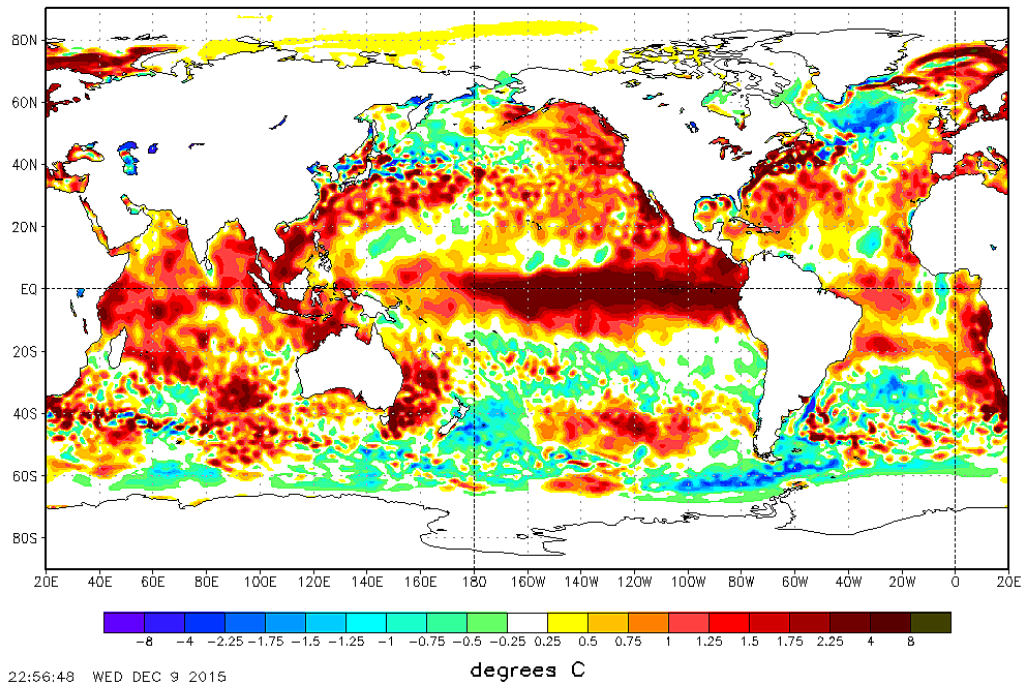 80N
60N
40N
20N
EQ
20S
40S
60S
80S
20E 40E 60E 80E 100E 120E 140E 160E 180 160W 140W 120W 100W 80W 60W 40W 20W 0 20E
-8 -4 -2.25 -1.75 -1.5 -1.25 -1 -0.75 -0.5 -0.25 0.25 0.5 0.75 1 1.25 1.5 1.75 2.25 4 8
degrees C
22:56:48 WED DEC 9 2015